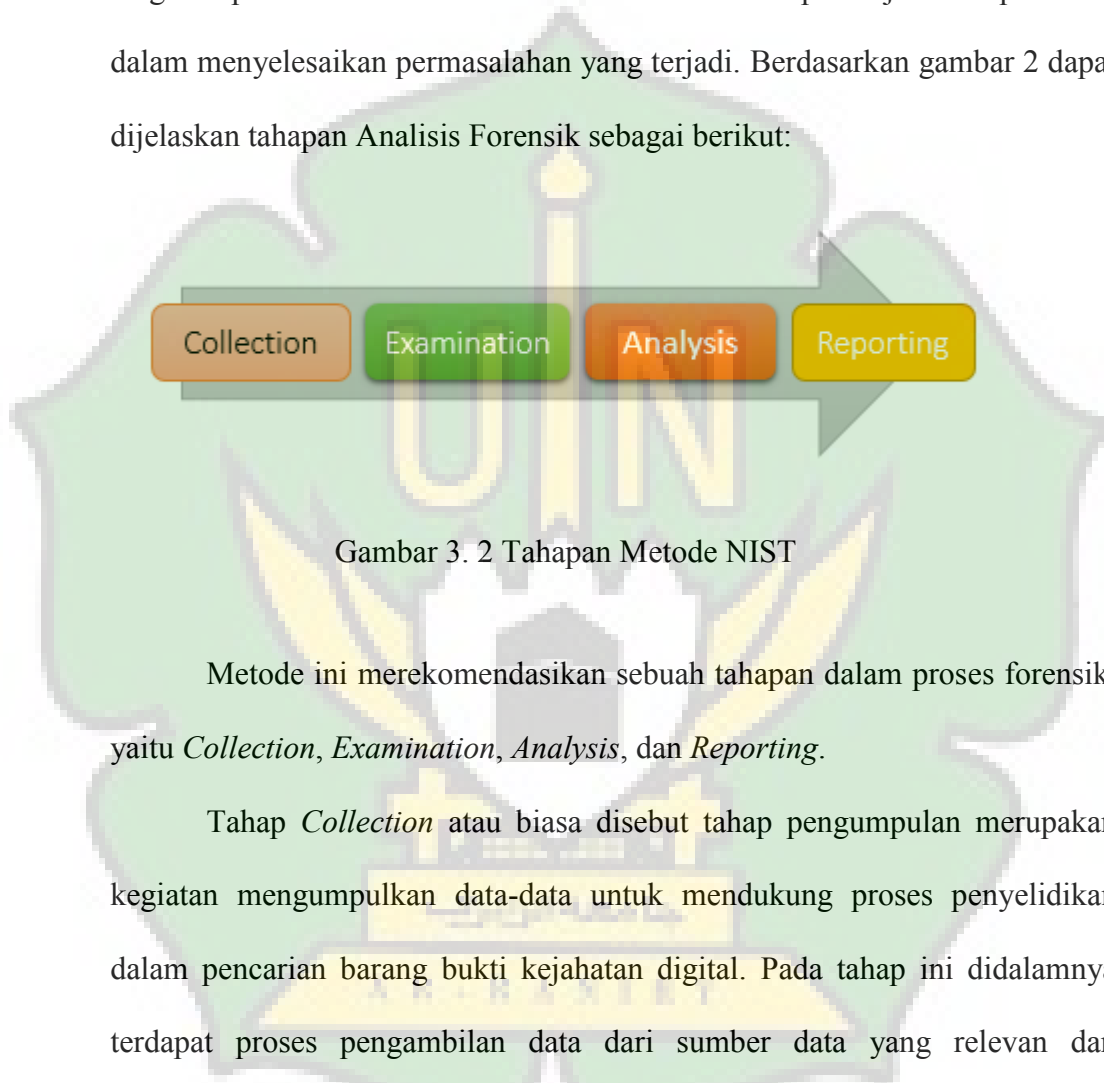 dalam menyelesaikan permasalahan yang terjadi. Berdasarkan gambar 2 dapa
dijelaskan tahapan Analisis Forensik sebagai berikut:
Collection Examination Analysis Reporting
UIN
Gambar 3. 2 Tahapan Metode NIST
Metode ini merekomendasikan sebuah tahapan dalam proses forensik
yaitu Collection, Examination, Analysis, dan Reporting.
Tahap Collection atau biasa disebut tahap pengumpulan merupakan
kegiatan mengumpulkan data-data untuk mendukung proses penyelidikan
dalam pencarian barang bukti kejahatan digital. Pada tahap ini didalamnya
terdapat proses pengambilan data dari sumber data yang relevan dan